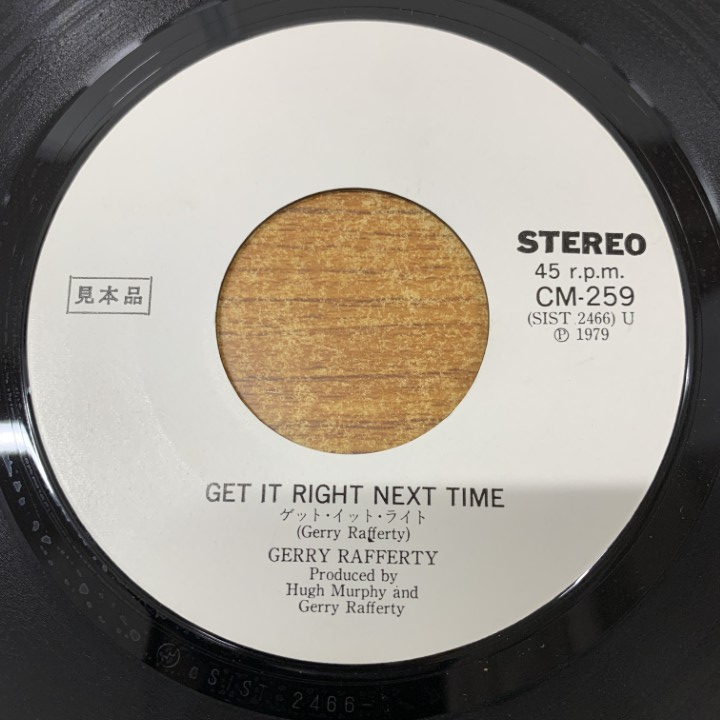 STEREO
45 r.p.m.
CM-259
(SIST 2466) U
Ⓟ 1979
見本品
GET IT RIGHT NEXT TIME
ゲット・イット・ライト
(Gerry Rafferty)
GERRY RAFFERTY
Produced by
Hugh Murphy and
Gerry Rafferty
SIST-2466-